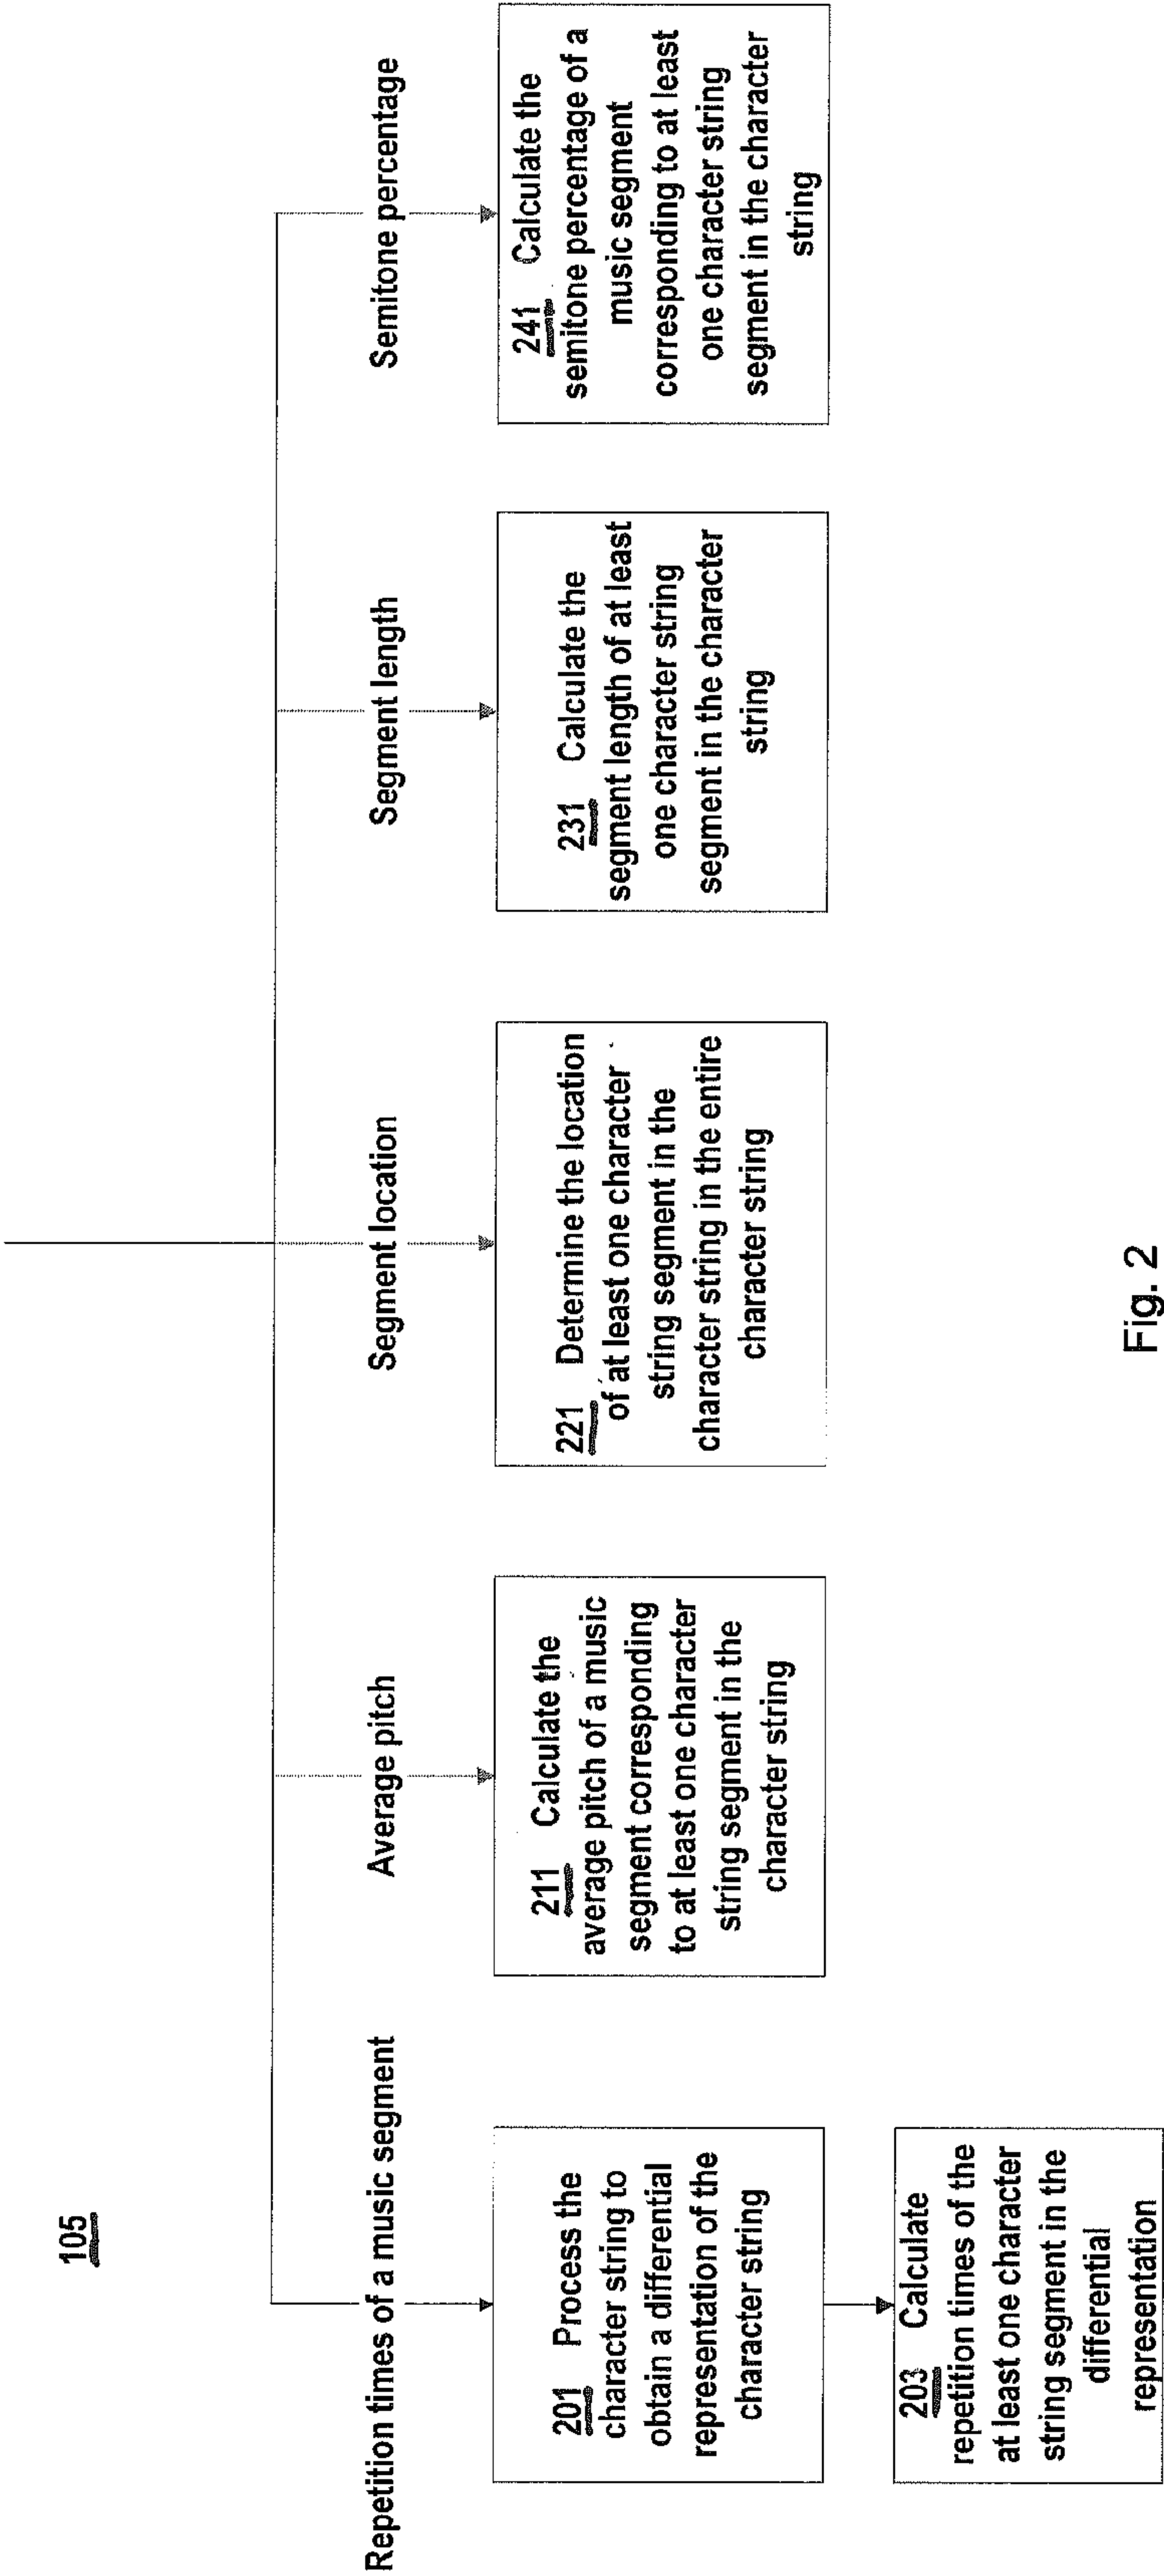 105
Repetition times of a music segment
Average pitch
Segment location
Segment length
Semitone percentage
201 Process the
character string to
obtain a differential
representation of the
character string
211 Calculate the
average pitch of a music
segment corresponding
to at least one character
string segment in the
character string
221 Determine the location
of at least one character
string segment in the
character string in the entire
character string
231 Calculate the
segment length of at least
one character string
segment in the character
string
241 Calculate the
semitone percentage of a
music segment
corresponding to at least
one character string
segment in the character
string
203 Calculate
repetition times of the
at least one character
string segment in the
differential
representation
Fig. 2